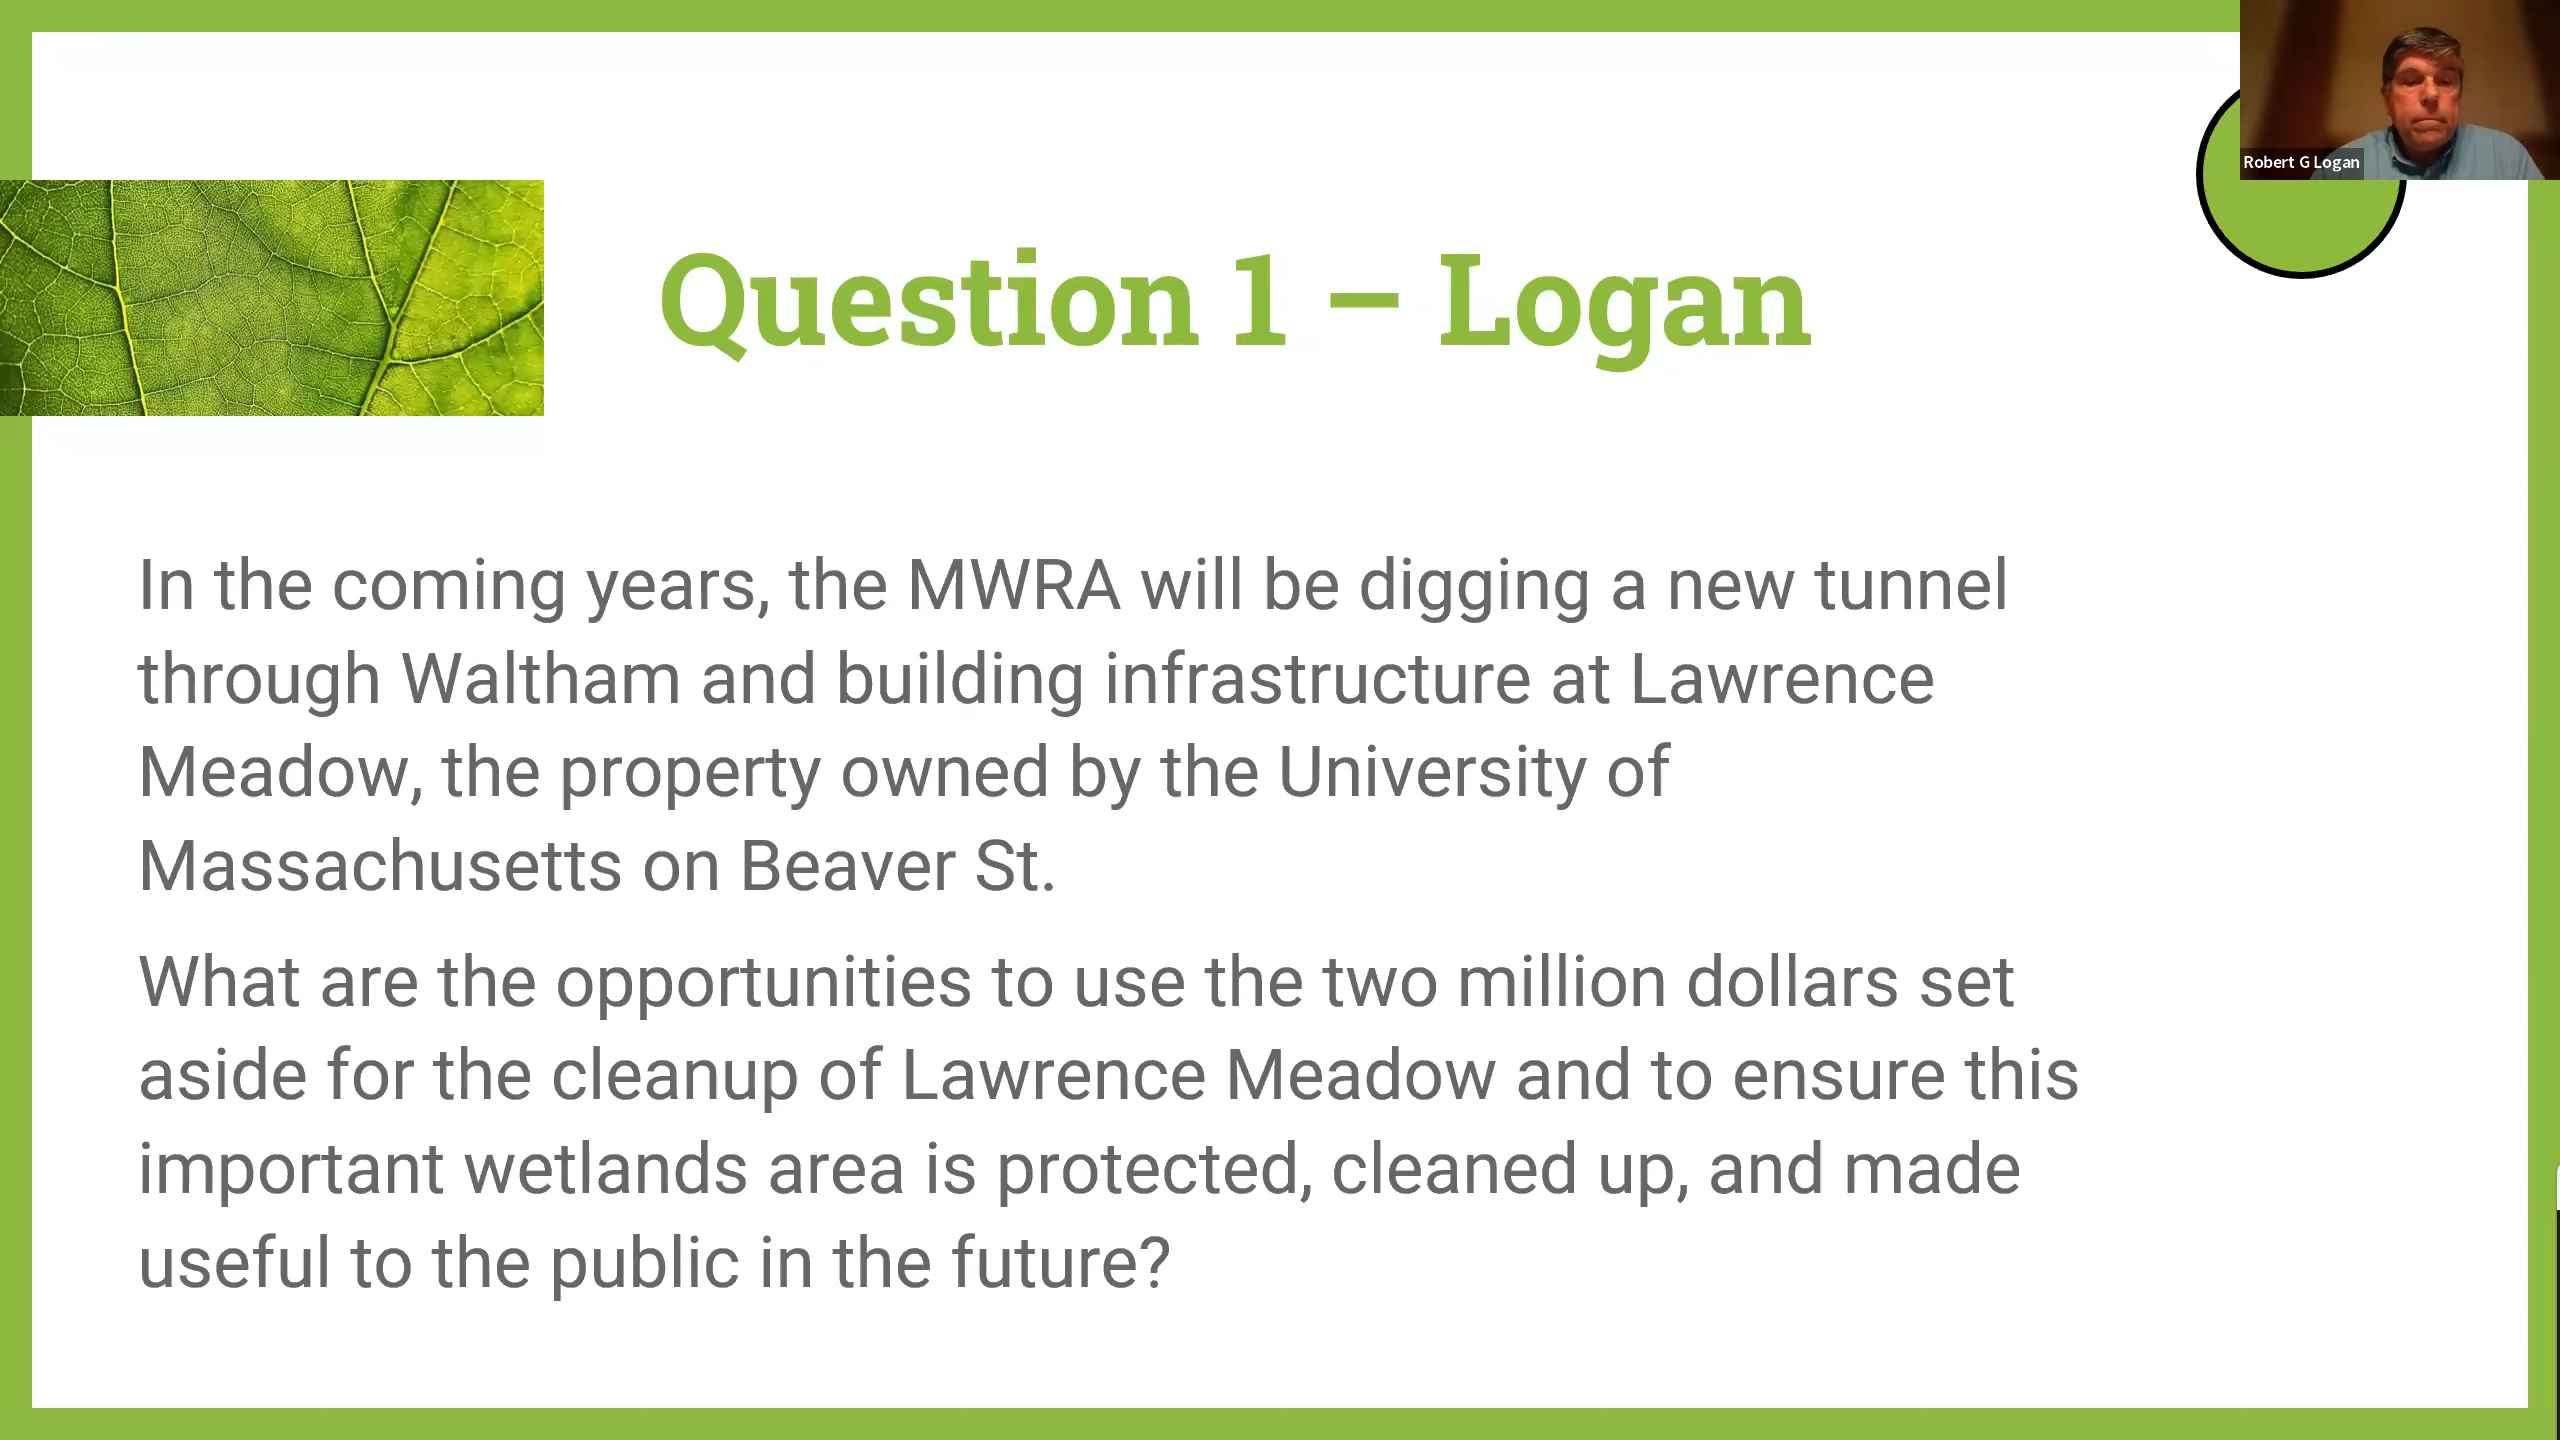 Robert G Logan
Question 1 – Logan
In the coming years, the MWRA will be digging a new tunnel
through Waltham and building infrastructure at Lawrence
Meadow, the property owned by the University of
Massachusetts on Beaver St.
What are the opportunities to use the two million dollars set
aside for the cleanup of Lawrence Meadow and to ensure this
important wetlands area is protected, cleaned up, and made
useful to the public in the future?